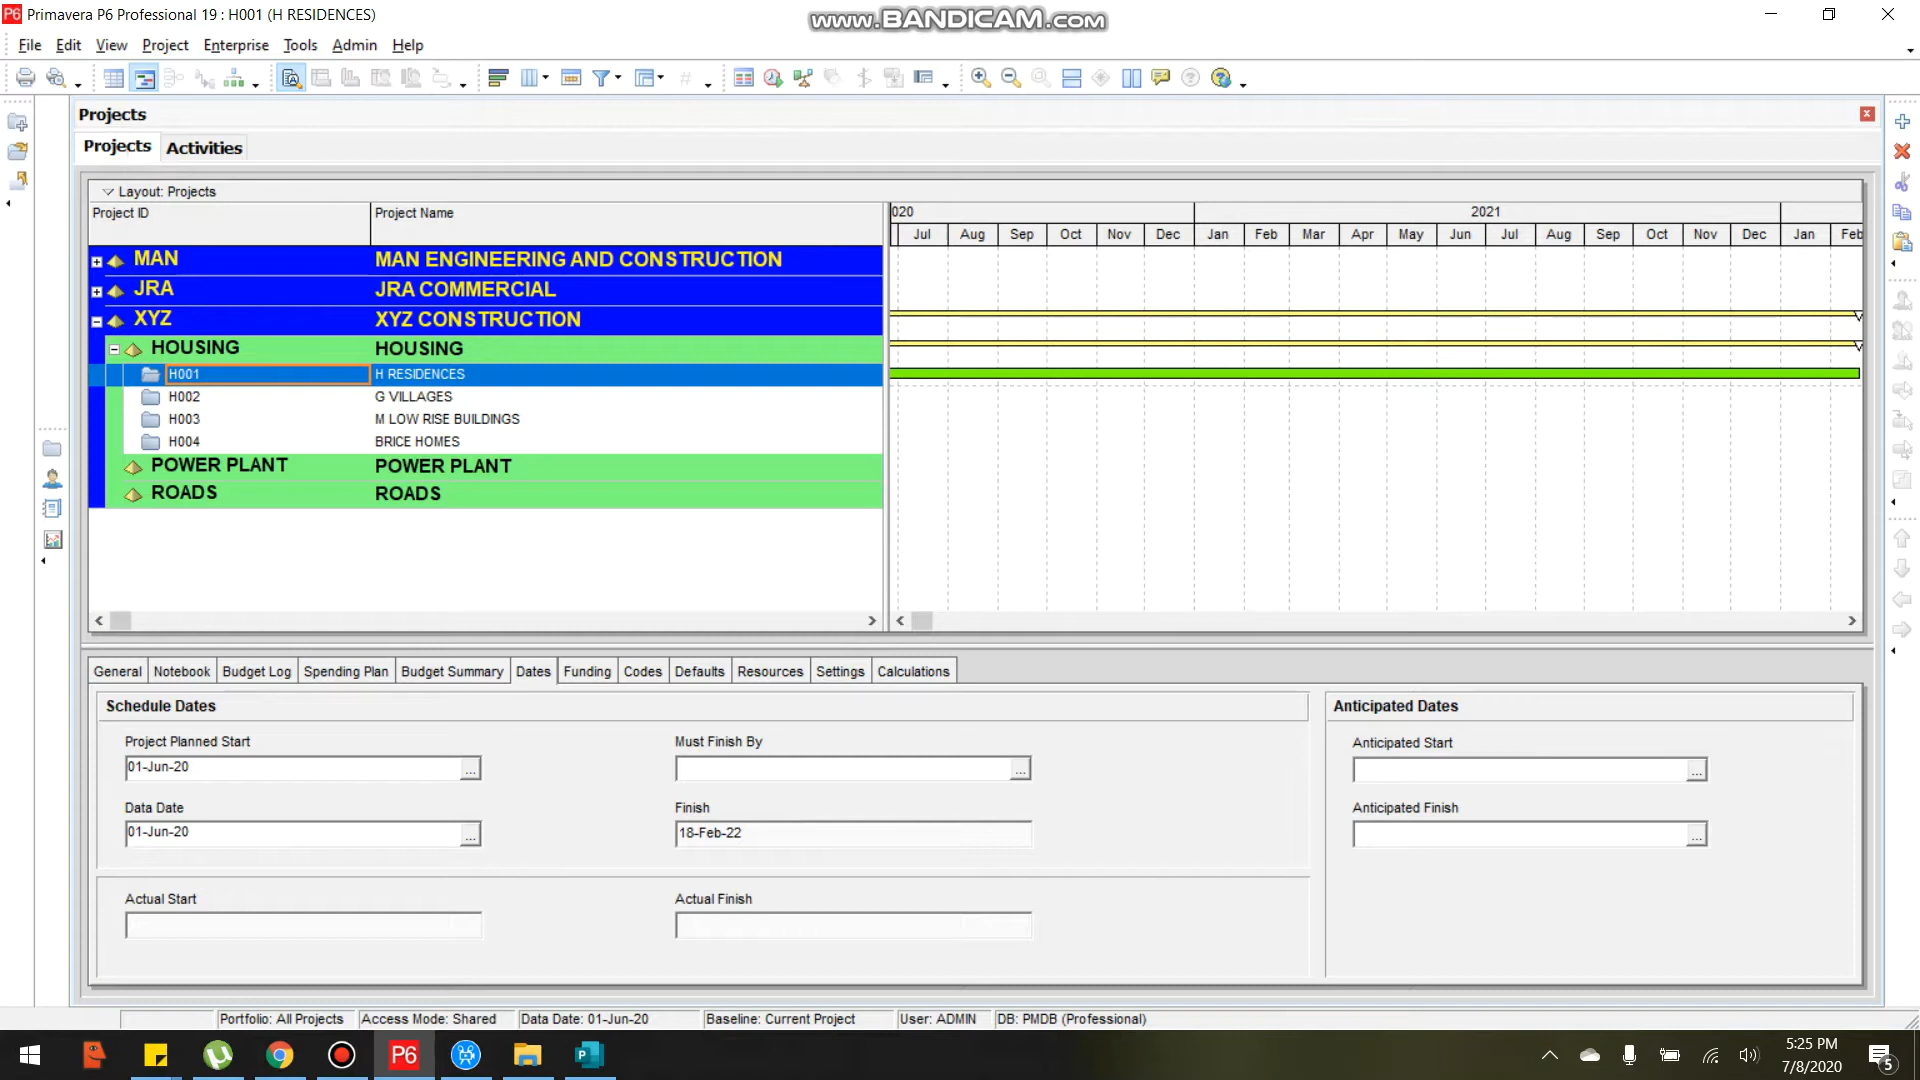 P6 Primavera P6 Professional 19 : H001 (H RESIDENCES)
www.BANDICAM.com
File Edit View Project Enterprise Tools Admin Help
Projects
Projects Activities
Layout: Projects
Project ID Project Name
020 2021
Jul Aug Sep Oct Nov Dec Jan Feb Mar Apr May Jun Jul Aug Sep Oct Nov Dec Jan Feb
MAN MAN ENGINEERING AND CONSTRUCTION
JRA JRA COMMERCIAL
XYZ XYZ CONSTRUCTION
HOUSING HOUSING
H001 H RESIDENCES
H002 G VILLAGES
H003 M LOW RISE BUILDINGS
H004 BRICE HOMES
POWER PLANT POWER PLANT
ROADS ROADS
General Notebook Budget Log Spending Plan Budget Summary Dates Funding Codes Defaults Resources Settings Calculations
Schedule Dates Anticipated Dates
Project Planned Start Must Finish By Anticipated Start
01-Jun-20
Data Date Finish Anticipated Finish
01-Jun-20 18-Feb-22
Actual Start Actual Finish
Portfolio: All Projects Access Mode: Shared Data Date: 01-Jun-20 Baseline: Current Project User: ADMIN DB: PMDB (Professional)
P6
5:25 PM
7/8/2020
5